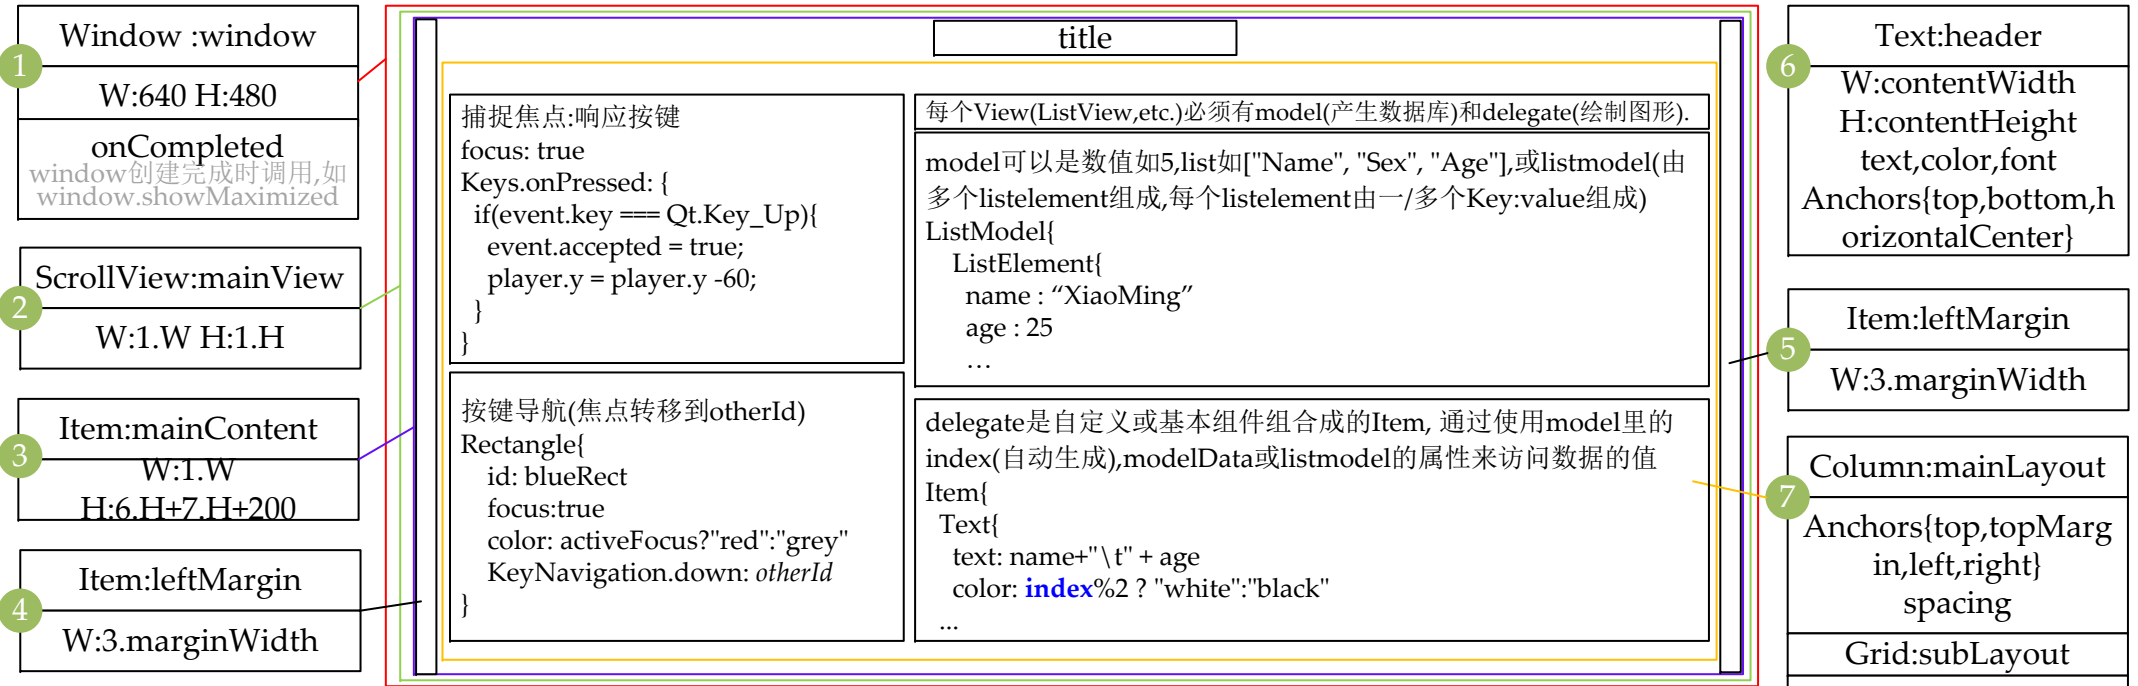 Window :window
1
W:640 H:480
onCompleted
window创建完成时调用,如
window.showMaximized
ScrollView:mainView
2
W:1.W H:1.H
Item:mainContent
3
W:1.W
H:6.H+7.H+200
Item:leftMargin
4
W:3.marginWidth
title
捕捉焦点:响应按键
focus: true
Keys.onPressed: {
if(event.key === Qt.Key_Up){
event.accepted = true;
player.y = player.y -60;
}
}
按键导航(焦点转移到otherId)
Rectangle{
id: blueRect
focus:true
color: activeFocus?"red":"grey"
KeyNavigation.down: otherId
}
每个View(ListView,etc.)必须有model(产生数据库)和delegate(绘制图形).
model可以是数值如5,list如["Name", "Sex", "Age"],或listmodel(由
多个listelement组成,每个listelement由一/多个Key:value组成)
ListModel{
ListElement{
name : “XiaoMing”
age : 25
…
delegate是自定义或基本组件组合成的Item, 通过使用model里的
index(自动生成),modelData或listmodel的属性来访问数据的值
Item{
Text{
text: name+"\t" + age
color: index%2 ? "white":"black"
...
Text:header
6
W:contentWidth
H:contentHeight
text,color,font
Anchors{top,bottom,h
orizontalCenter}
Item:leftMargin
5
W:3.marginWidth
Column:mainLayout
7
Anchors{top,topMarg
in,left,right}
spacing
Grid:subLayout